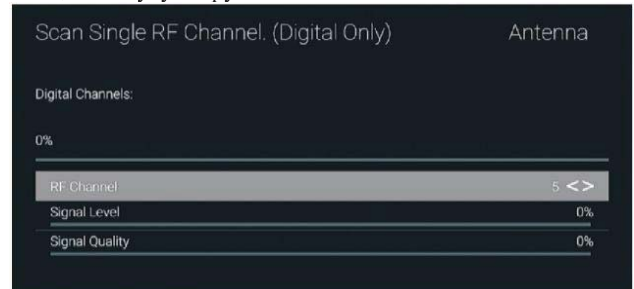 Scan Single RF Channel. (Digital Only) Antenna
Digital Channels:
0%
RF Channel 5 <>
Signal Level 0%
Signal Quality 0%